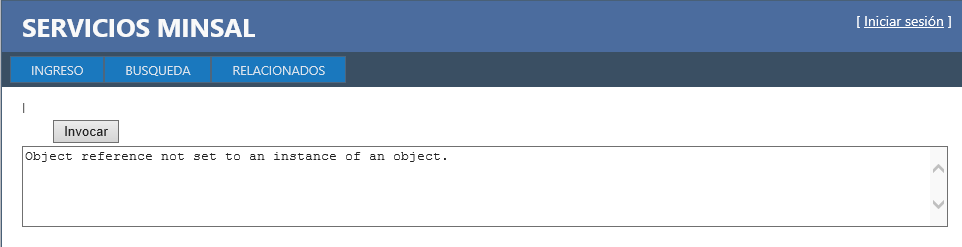 SERVICIOS MINSAL
[ Iniciar sesión ]
INGRESO BUSQUEDA RELACIONADOS
|
Invocar
Object reference not set to an instance of an object.